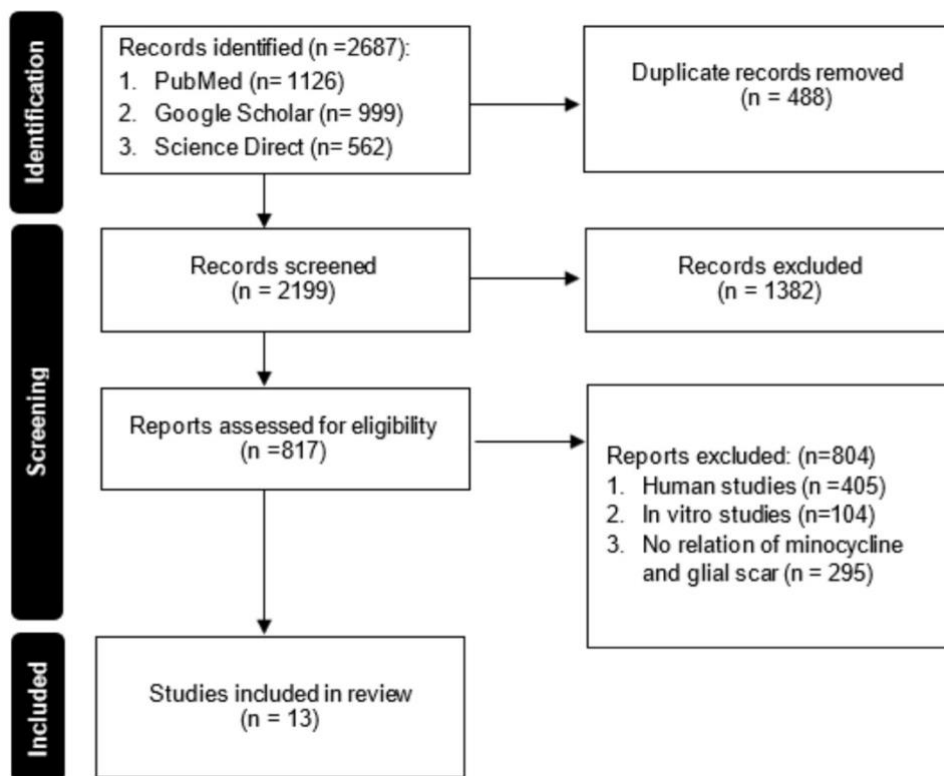 Identification
Records identified (n =2687):
1. PubMed (n= 1126)
2. Google Scholar (n= 999)
3. Science Direct (n= 562)
Duplicate records removed
(n = 488)
Screening
Records screened
(n = 2199)
Records excluded
(n = 1382)
Reports assessed for eligibility
(n =817)
Reports excluded: (n=804)
1. Human studies (n =405)
2. In vitro studies (n=104)
3. No relation of minocycline
and glial scar (n = 295)
Included
Studies included in review
(n = 13)